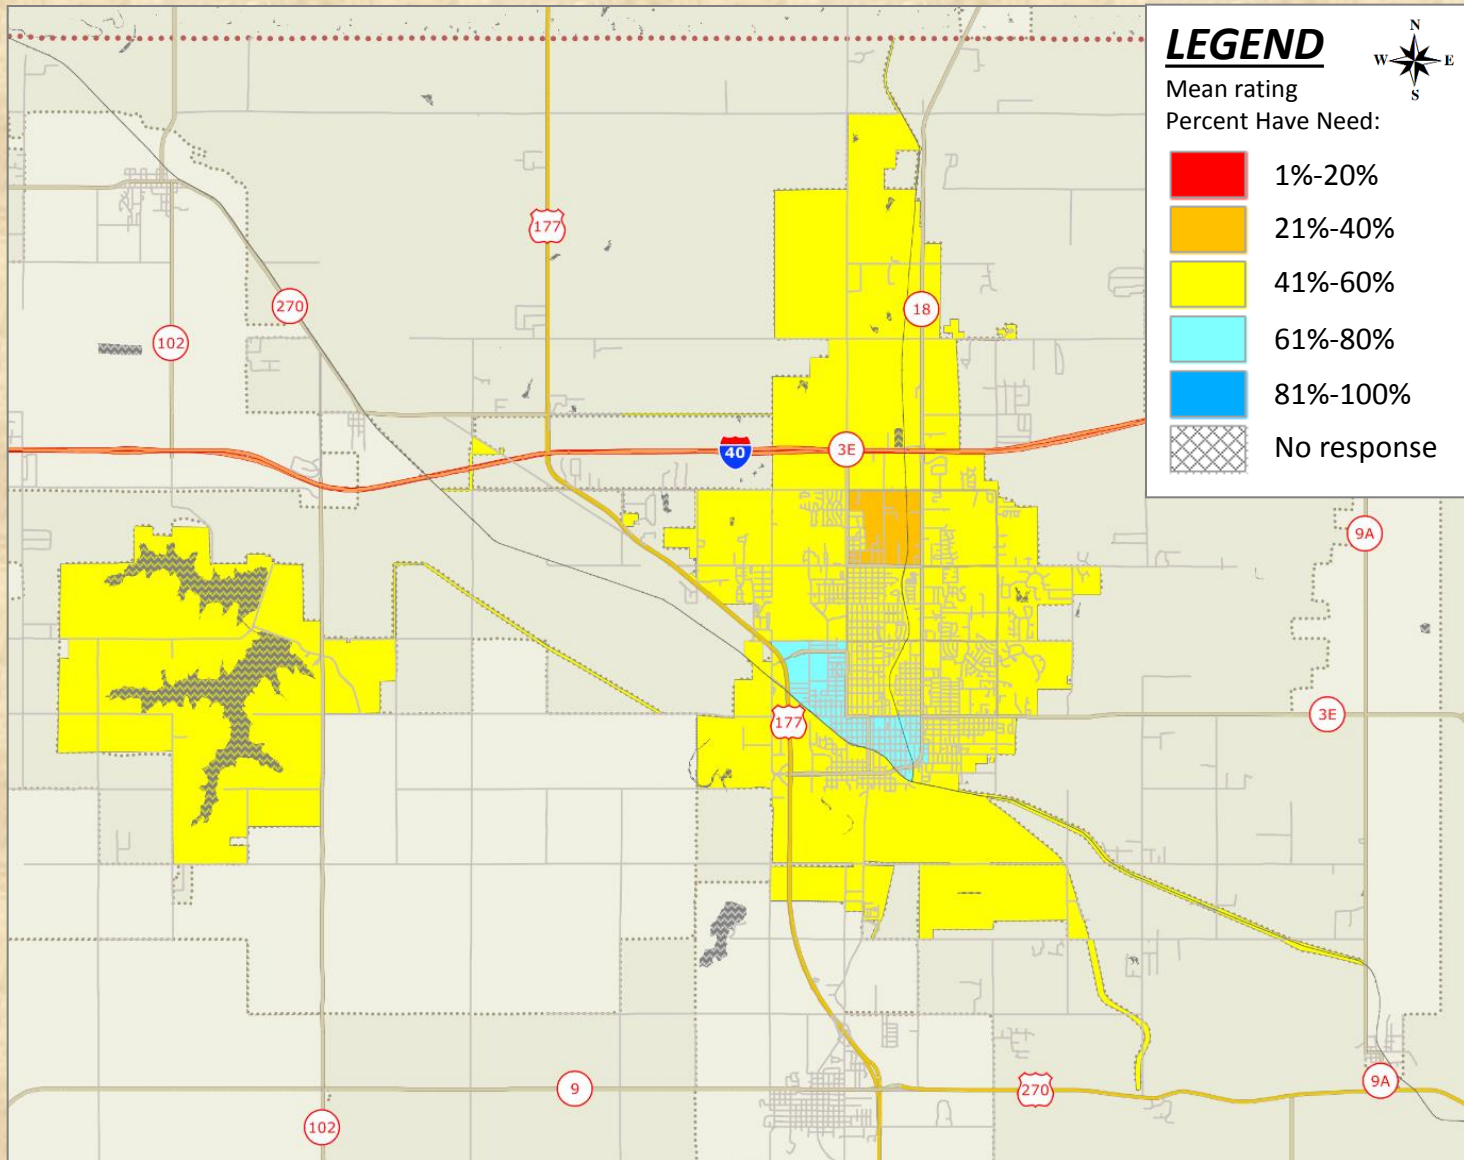 LEGEND
N
W E
S
Mean rating
Percent Have Need:
1%-20%
21%-40%
41%-60%
61%-80%
81%-100%
No response
177
270
18
102
40
3E
9A
3E
177
9
270
9A
102